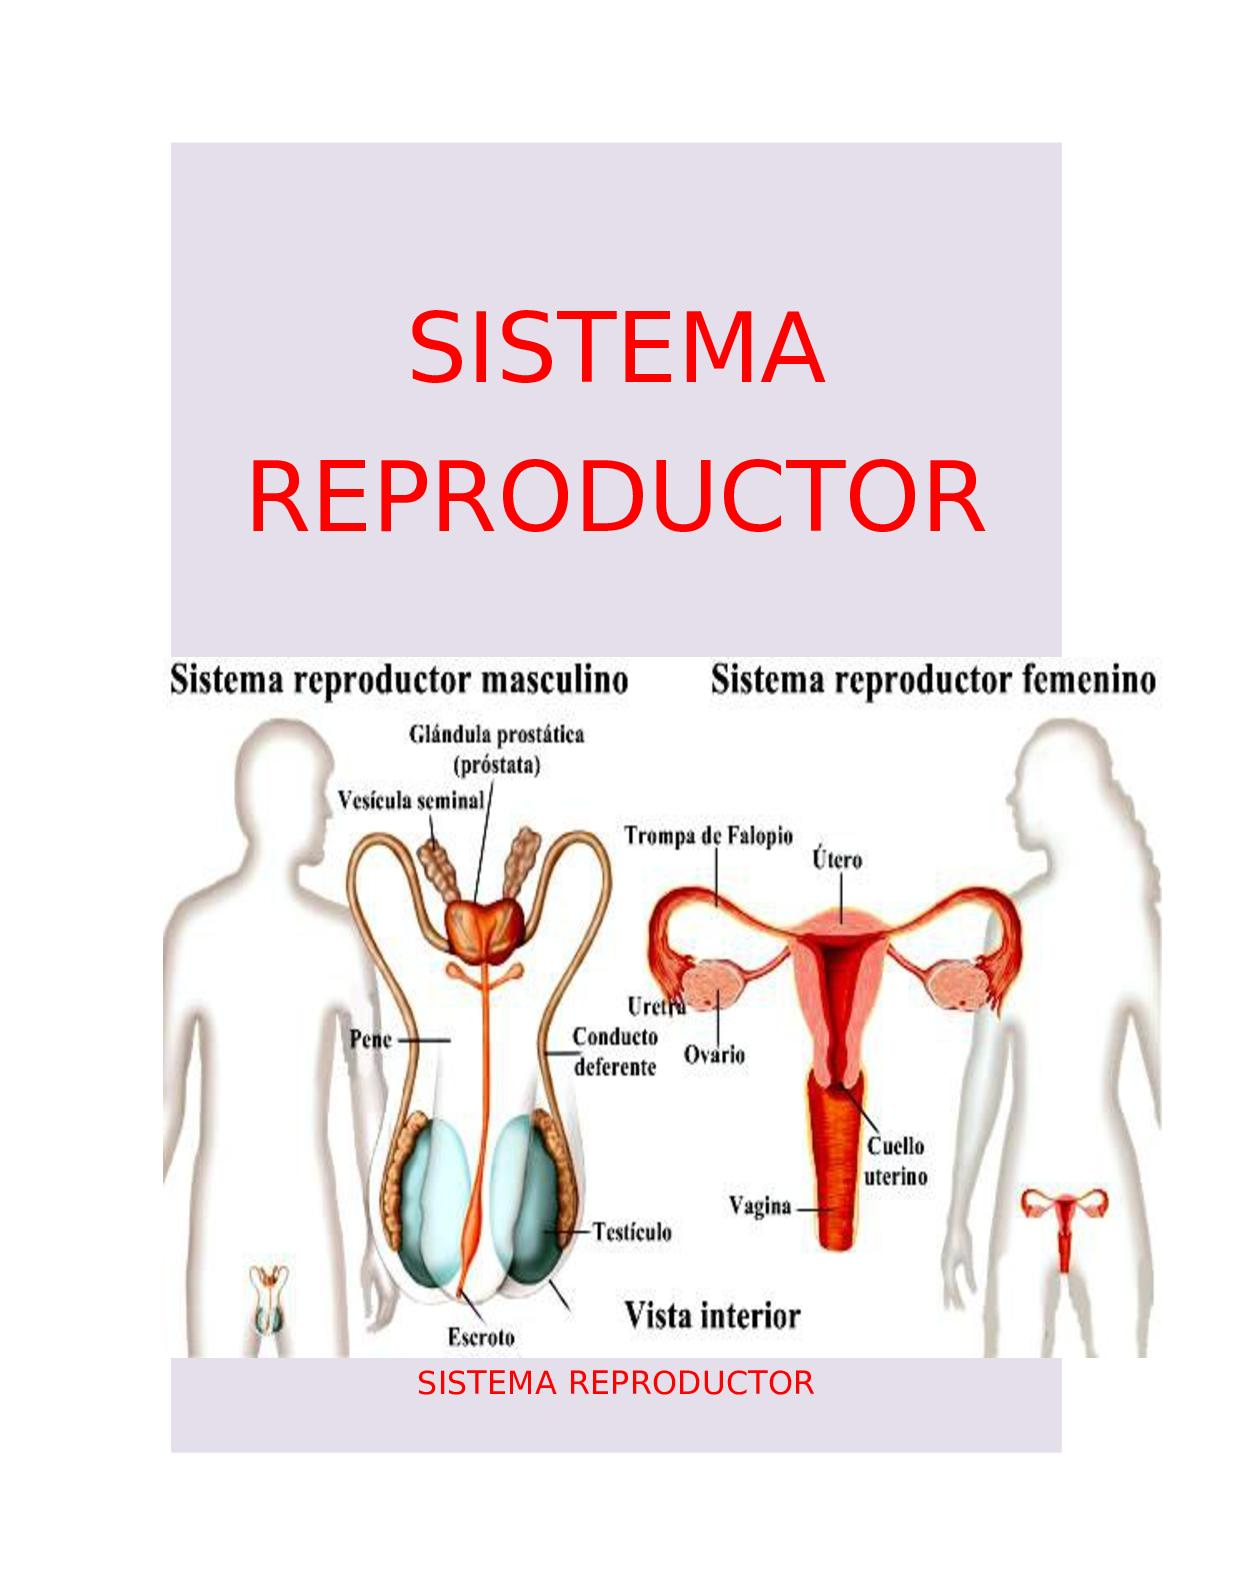 SISTEMA
REPRODUCTOR
Sistema reproductor masculino
Sistema reproductor femenino
Glándula prostática
(próstata)
Vesícula seminal
Trompa de Falopio
Útero
Uretra
Pene
Conducto
deferente
Ovario
Cuello
uterino
Vagina
Testículo
Vista interior
Escroto
SISTEMA REPRODUCTOR